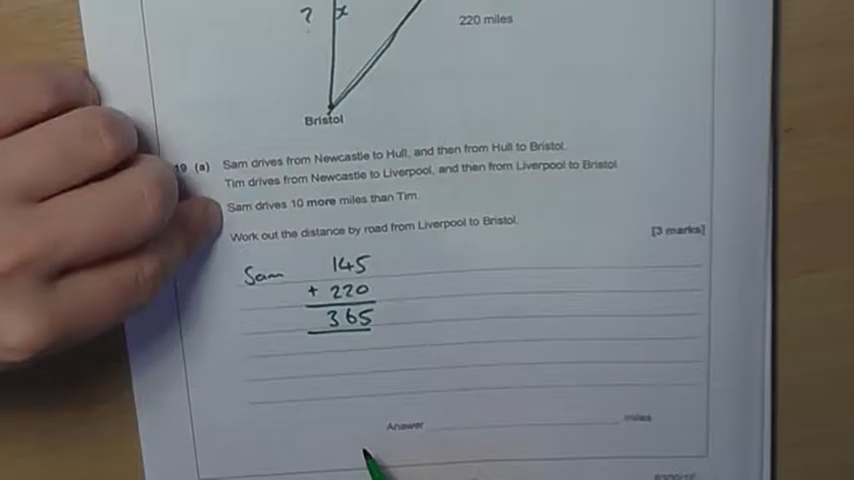 ? x
220 miles
Bristol
19 (a) Sam drives from Newcastle to Hull, and then from Hull to Bristol.
Tim drives from Newcastle to Liverpool, and then from Liverpool to Bristol
Sam drives 10 more miles than Tim.
Work out the distance by road from Liverpool to Bristol.
[3 marks]
Sam 145
+ 220
365
Answer miles